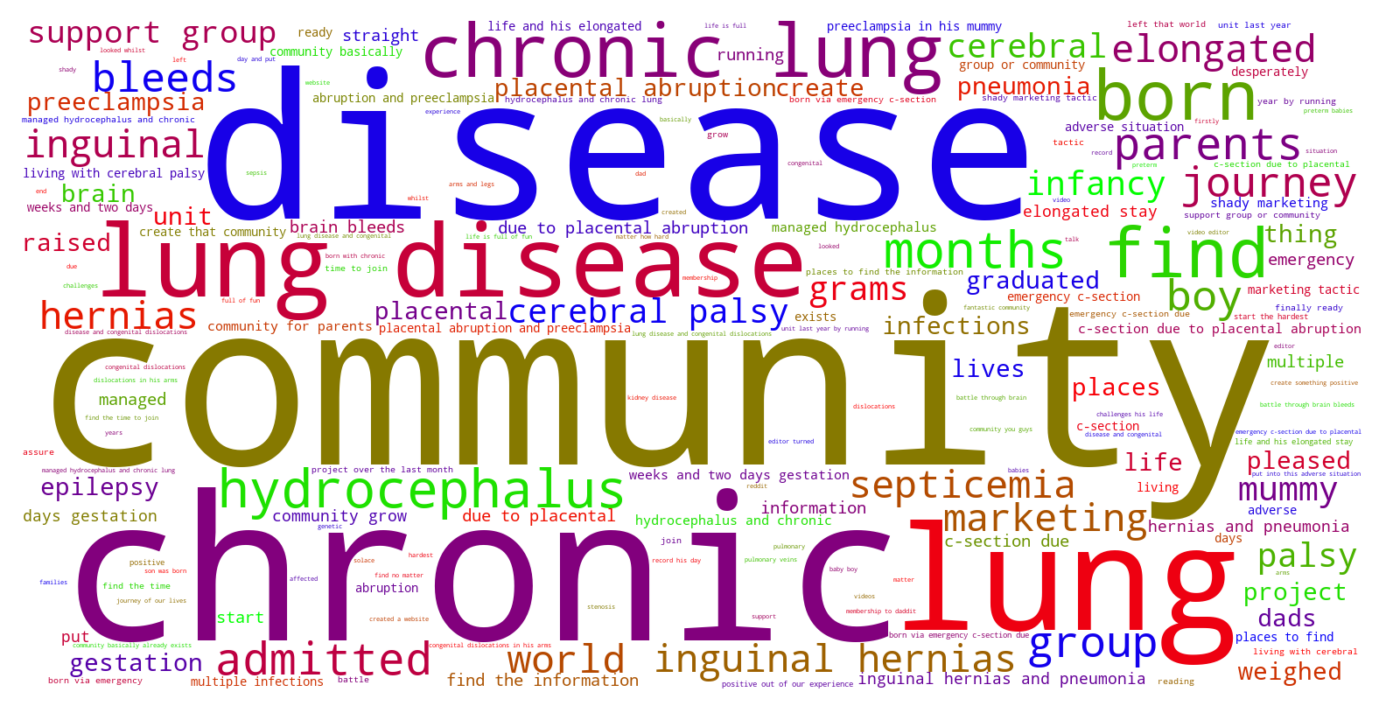 support group
ready
straight
life and his elongated
life is full
preeclampsia in his mummy
left that world
unit last year
looked whilst
left
day and put
community basically
chronic lung
running
cerebral
elongated
group or community
desperately
shady
bleeds
website
placental abruption
create
pneumonia
born
preeclampsia
abruption and preeclampsia
hydrocephalus and chronic lung
born via emergency c-section
shady marketing tactic
year by running
preterm babies
managed hydrocephalus and chronic
experience
basically
firstly
disease
grow
adverse situation
record
situation
parents
inguinal
tactic
congenital
c-section due to placental
living with cerebral palsy
sepsis
dad
preterm
brain
end
arms and legs
whilst
infancy
journey
video
weeks and two days
unit
created
elongated stay
shady marketing
support group or community
create that community
brain bleeds
due to placental abruption
managed hydrocephalus
video editor
thing
raised
lung disease and congenital
life is full of fun
matter how hard
looked
talk
months
find
lung disease
born with chronic
emergency
due
time to join
places to find the information
challenges
membership
grams
graduated
boy
marketing tactic
full of fun
emergency c-section
hernias
placental
cerebral palsy
exists
fantastic community
finally ready
emergency c-section due
start the hardest
community for parents
placental abruption and preeclampsia
infections
c-section due to placental abruption
disease and congenital dislocations
lung disease and congenital dislocations
unit last year by running
community
editor
congenital dislocations
lives
multiple
dislocations in his arms
kidney disease
places
create something positive
managed
battle through brain
challenges his life
battle through brain bleeds
dislocations
find the time to join
c-section
years
community you guys
emergency c-section due to placental
editor turned
disease and congenital
life and his elongated stay
assure
managed hydrocephalus and chronic lung
project over the last month
weeks and two days gestation
life
pleased
put into this adverse situation
epilepsy
hydrocephalus
reddit
babies
septicemia
living
mummy
days gestation
community grow
due to placental
information
marketing
adverse
genetic
hydrocephalus and chronic
hernias and pneumonia
chronic
lung
join
c-section due
days
positive
hardest
pulmonary
palsy
families
find the time
solace
find no matter
record his day
pulmonary veins
affected
baby boy
matter
arms
abruption
journey of our lives
videos
project
son was born
stenosis
start
created a website
support
membership to daddit
dads
put
community basically already exists
congenital dislocations in his arms
born via emergency c-section due
group
places to find
gestation
admitted
world
inguinal hernias
living with cerebral
weighed
born via emergency
multiple infections
battle
find the information
positive out of our experience
inguinal hernias and pneumonia
reading